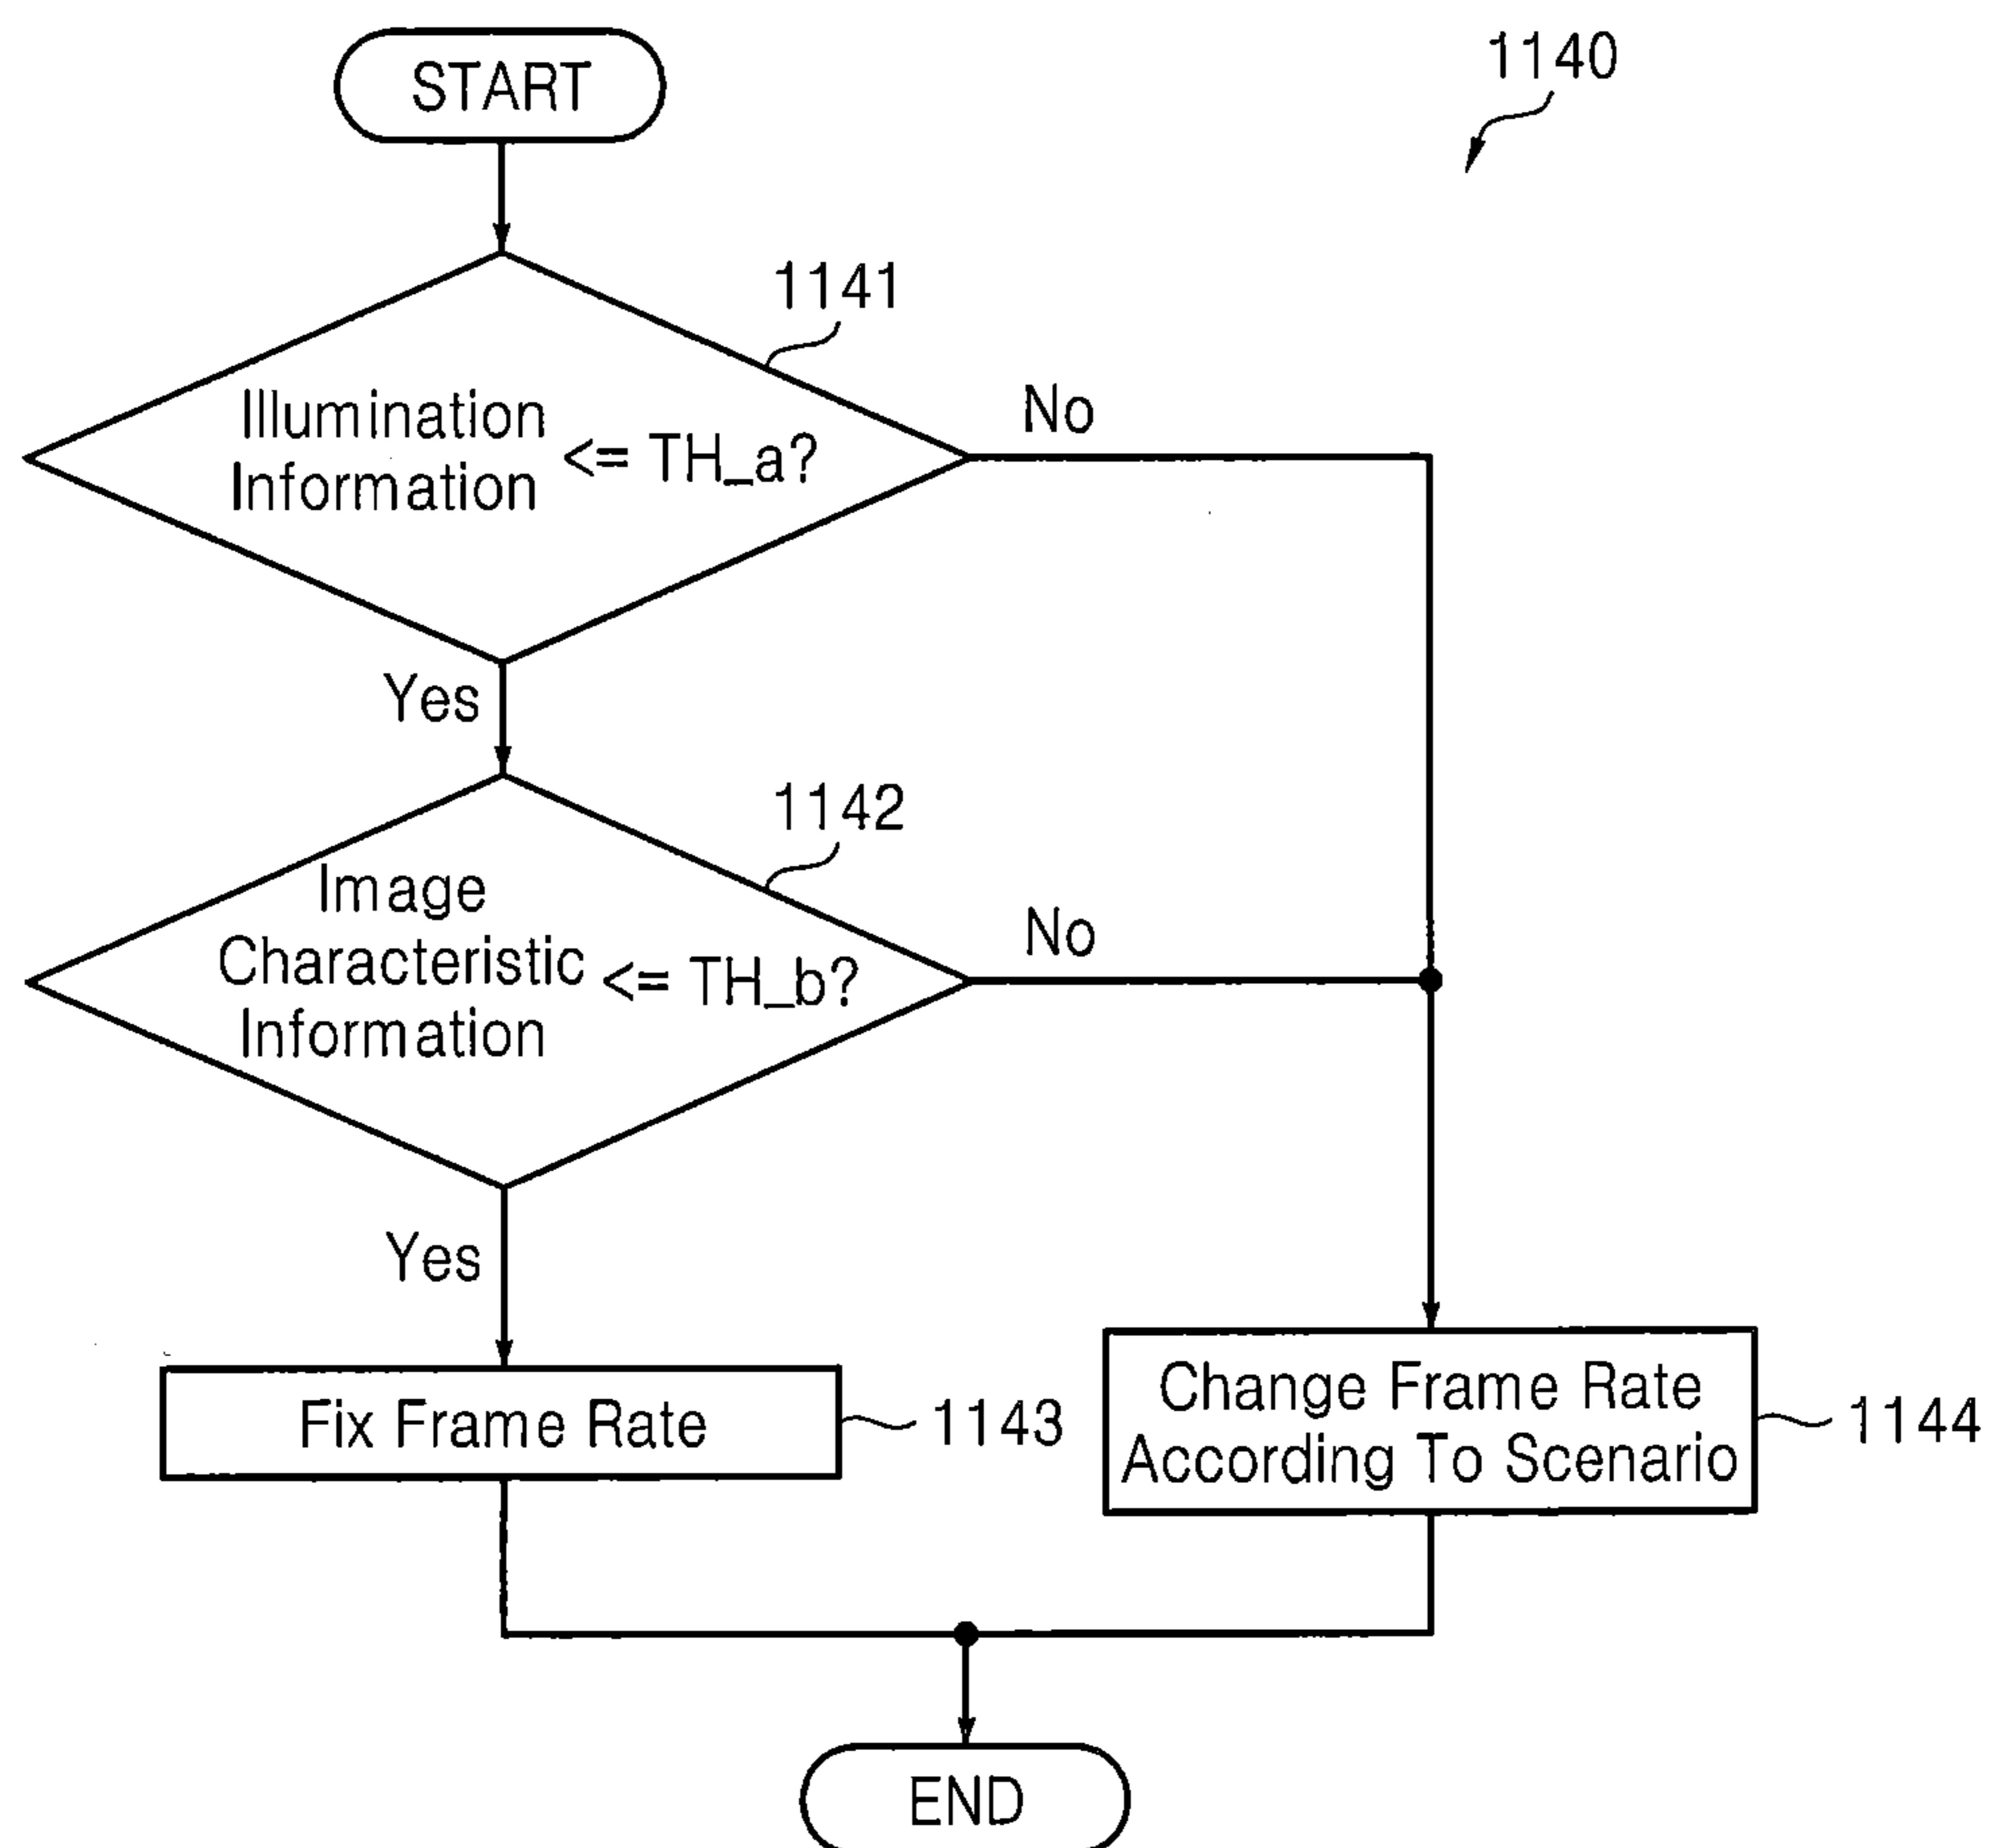 START
1140
1141
Illumination
Information <= TH_a?
No
Yes
1142
Image
Characteristic
Information <= TH_b?
No
Yes
Fix Frame Rate
1143
Change Frame Rate
According To Scenario
1144
END